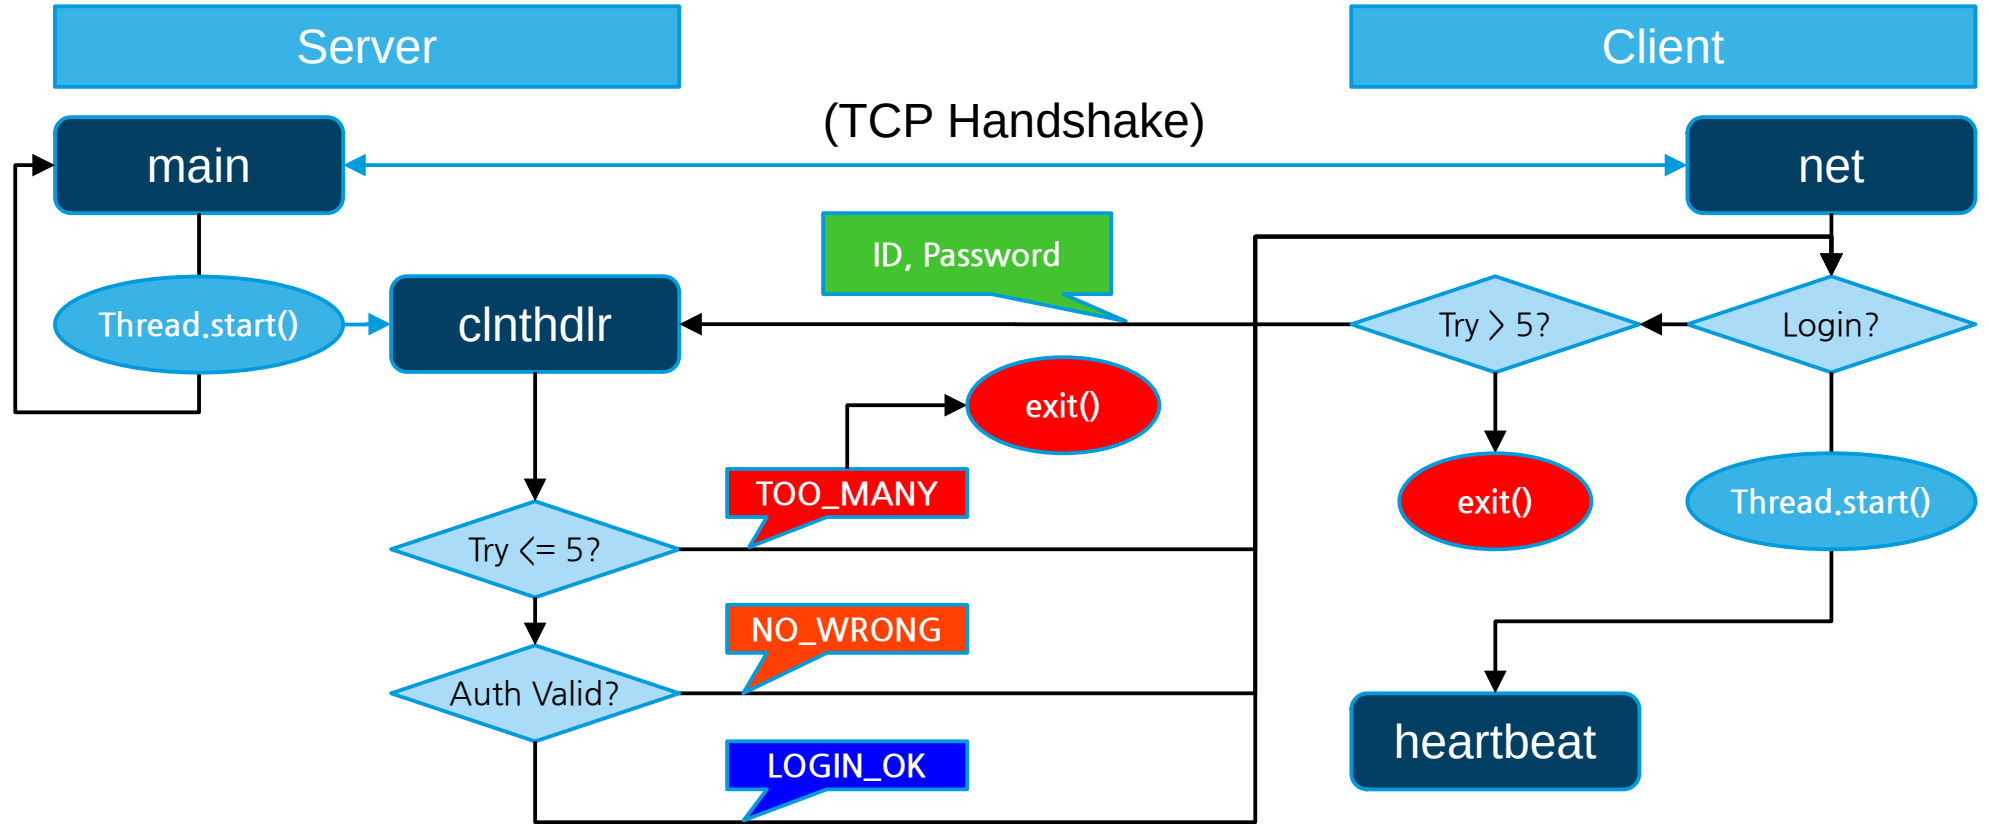 Server
Client
(TCP Handshake)
main
net
ID, Password
Thread.start()
clnthdlr
Try > 5?
Login?
exit()
TOO_MANY
exit()
Thread.start()
Try <= 5?
NO_WRONG
Auth Valid?
heartbeat
LOGIN_OK